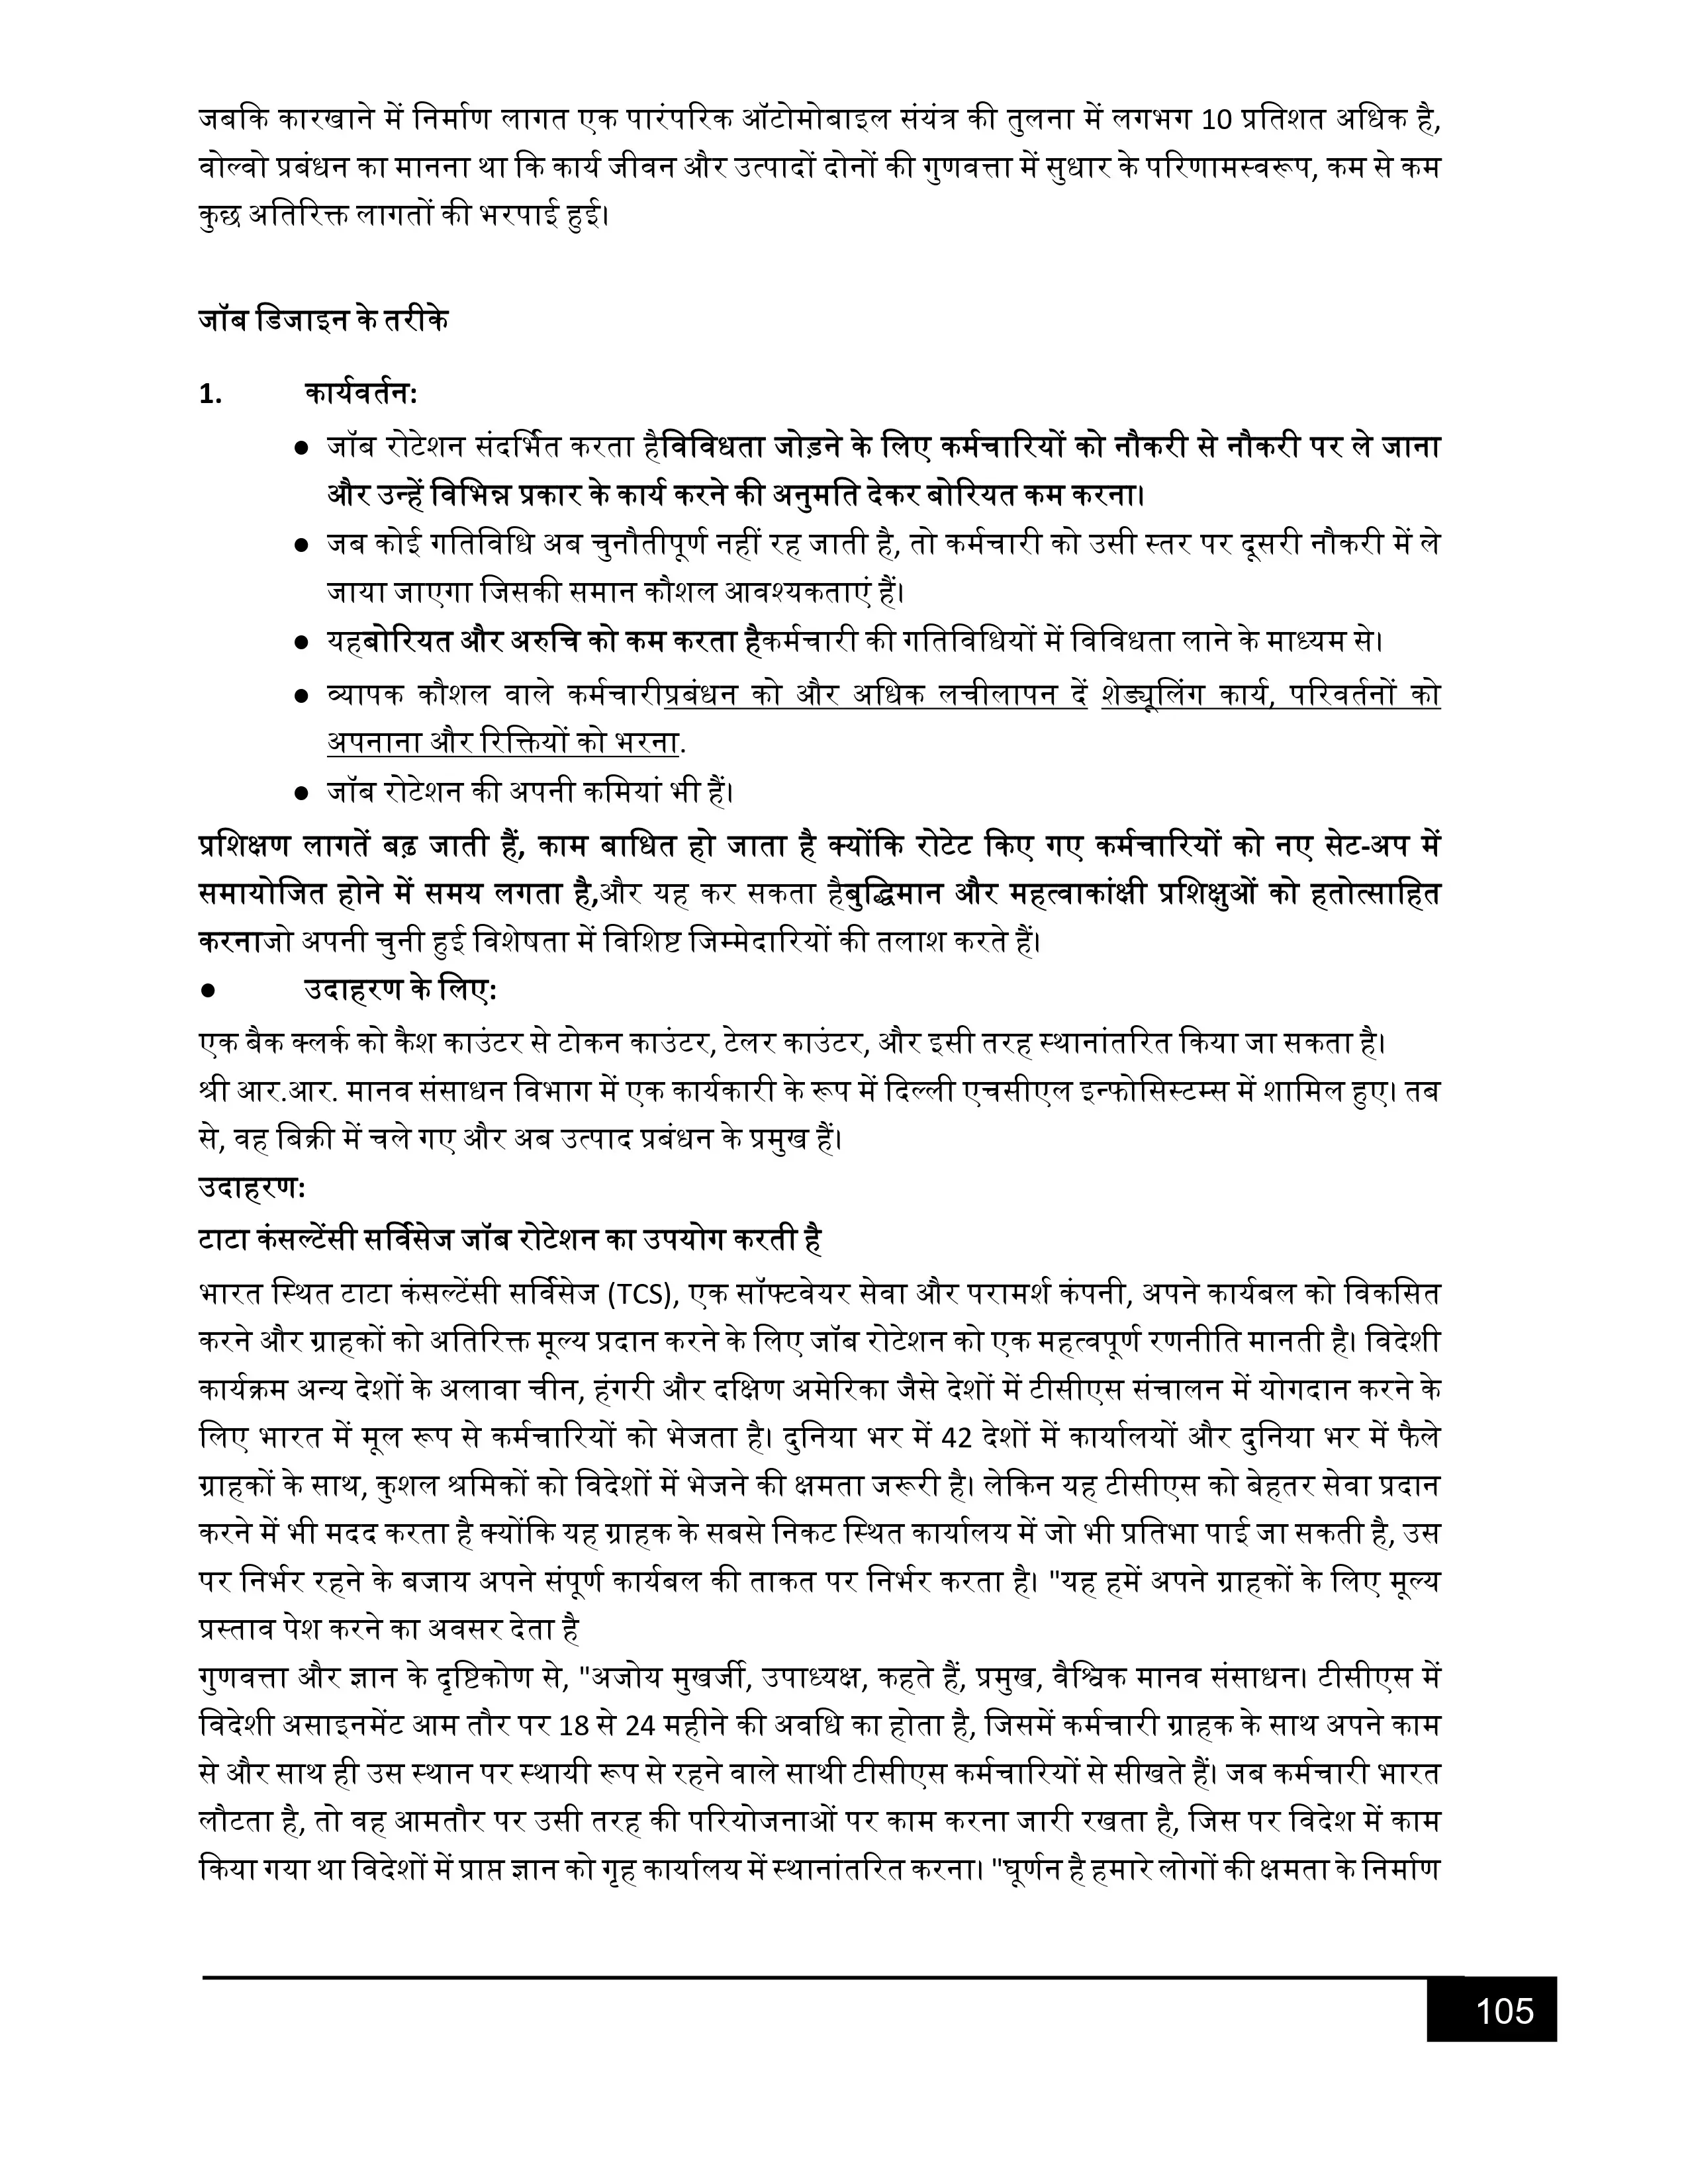 जबकि कारखाने में निर्माण लागत एक पारंपरिक ऑटोमोबाइल संयंत्र की तुलना में लगभग 10 प्रतिशत अधिक है,
वोल्वो प्रबंधन का मानना था कि कार्य जीवन और उत्पादों दोनों की गुणवत्ता में सुधार के परिणामस्वरूप, कम से कम
कुछ अतिरिक्त लागतों की भरपाई हुई।
जॉब डिजाइन के तरीके
1. कार्यवर्तन:
● जॉब रोटेशन संदर्भित करता हैविविधता जोड़ने के लिए कर्मचारियों को नौकरी से नौकरी पर ले जाना
और उन्हें विभिन्न प्रकार के कार्य करने की अनुमति देकर बोरियत कम करना।
● जब कोई गतिविधि अब चुनौतीपूर्ण नहीं रह जाती है, तो कर्मचारी को उसी स्तर पर दूसरी नौकरी में ले
जाया जाएगा जिसकी समान कौशल आवश्यकताएं हैं।
● यहबोरियत और अरुचि को कम करता हैकर्मचारी की गतिविधियों में विविधता लाने के माध्यम से।
● व्यापक कौशल वाले कर्मचारीप्रबंधन को और अधिक लचीलापन दें शेड्यूलिंग कार्य, परिवर्तनों को
अपनाना और रिक्तियों को भरना.
● जॉब रोटेशन की अपनी कमियां भी हैं।
प्रशिक्षण लागतें बढ़ जाती हैं, काम बाधित हो जाता है क्योंकि रोटेट किए गए कर्मचारियों को नए सेट-अप में
समायोजित होने में समय लगता है,और यह कर सकता हैबुद्धिमान और महत्वाकांक्षी प्रशिक्षुओं को हतोत्साहित
करनाजो अपनी चुनी हुई विशेषता में विशिष्ट जिम्मेदारियों की तलाश करते हैं।
● उदाहरण के लिए:
एक बैक क्लर्क को कैश काउंटर से टोकन काउंटर, टेलर काउंटर, और इसी तरह स्थानांतरित किया जा सकता है।
श्री आर.आर. मानव संसाधन विभाग में एक कार्यकारी के रूप में दिल्ली एचसीएल इन्फोसिस्टम्स में शामिल हुए। तब
से, वह बिक्री में चले गए और अब उत्पाद प्रबंधन के प्रमुख हैं।
उदाहरण:
टाटा कंसल्टेंसी सर्विसेज जॉब रोटेशन का उपयोग करती है
भारत स्थित टाटा कंसल्टेंसी सर्विसेज (TCS), एक सॉफ्टवेयर सेवा और परामर्श कंपनी, अपने कार्यबल को विकसित
करने और ग्राहकों को अतिरिक्त मूल्य प्रदान करने के लिए जॉब रोटेशन को एक महत्वपूर्ण रणनीति मानती है। विदेशी
कार्यक्रम अन्य देशों के अलावा चीन, हंगरी और दक्षिण अमेरिका जैसे देशों में टीसीएस संचालन में योगदान करने के
लिए भारत में मूल रूप से कर्मचारियों को भेजता है। दुनिया भर में 42 देशों में कार्यालयों और दुनिया भर में फैले
ग्राहकों के साथ, कुशल श्रमिकों को विदेशों में भेजने की क्षमता जरूरी है। लेकिन यह टीसीएस को बेहतर सेवा प्रदान
करने में भी मदद करता है क्योंकि यह ग्राहक के सबसे निकट स्थित कार्यालय में जो भी प्रतिभा पाई जा सकती है, उस
पर निर्भर रहने के बजाय अपने संपूर्ण कार्यबल की ताकत पर निर्भर करता है। "यह हमें अपने ग्राहकों के लिए मूल्य
प्रस्ताव पेश करने का अवसर देता है
गुणवत्ता और ज्ञान के दृष्टिकोण से, "अजोय मुखर्जी, उपाध्यक्ष, कहते हैं, प्रमुख, वैश्विक मानव संसाधन। टीसीएस में
विदेशी असाइनमेंट आम तौर पर 18 से 24 महीने की अवधि का होता है, जिसमें कर्मचारी ग्राहक के साथ अपने काम
से और साथ ही उस स्थान पर स्थायी रूप से रहने वाले साथी टीसीएस कर्मचारियों से सीखते हैं। जब कर्मचारी भारत
लौटता है, तो वह आमतौर पर उसी तरह की परियोजनाओं पर काम करना जारी रखता है, जिस पर विदेश में काम
किया गया था विदेशों में प्राप्त ज्ञान को गृह कार्यालय में स्थानांतरित करना। "घूर्णन है हमारे लोगों की क्षमता के निर्माण
105